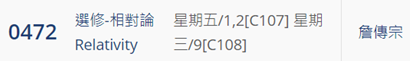 0472
選修-相對論
Relativity
星期五/1,2[C107] 星期
三/9[C108]
詹傳宗